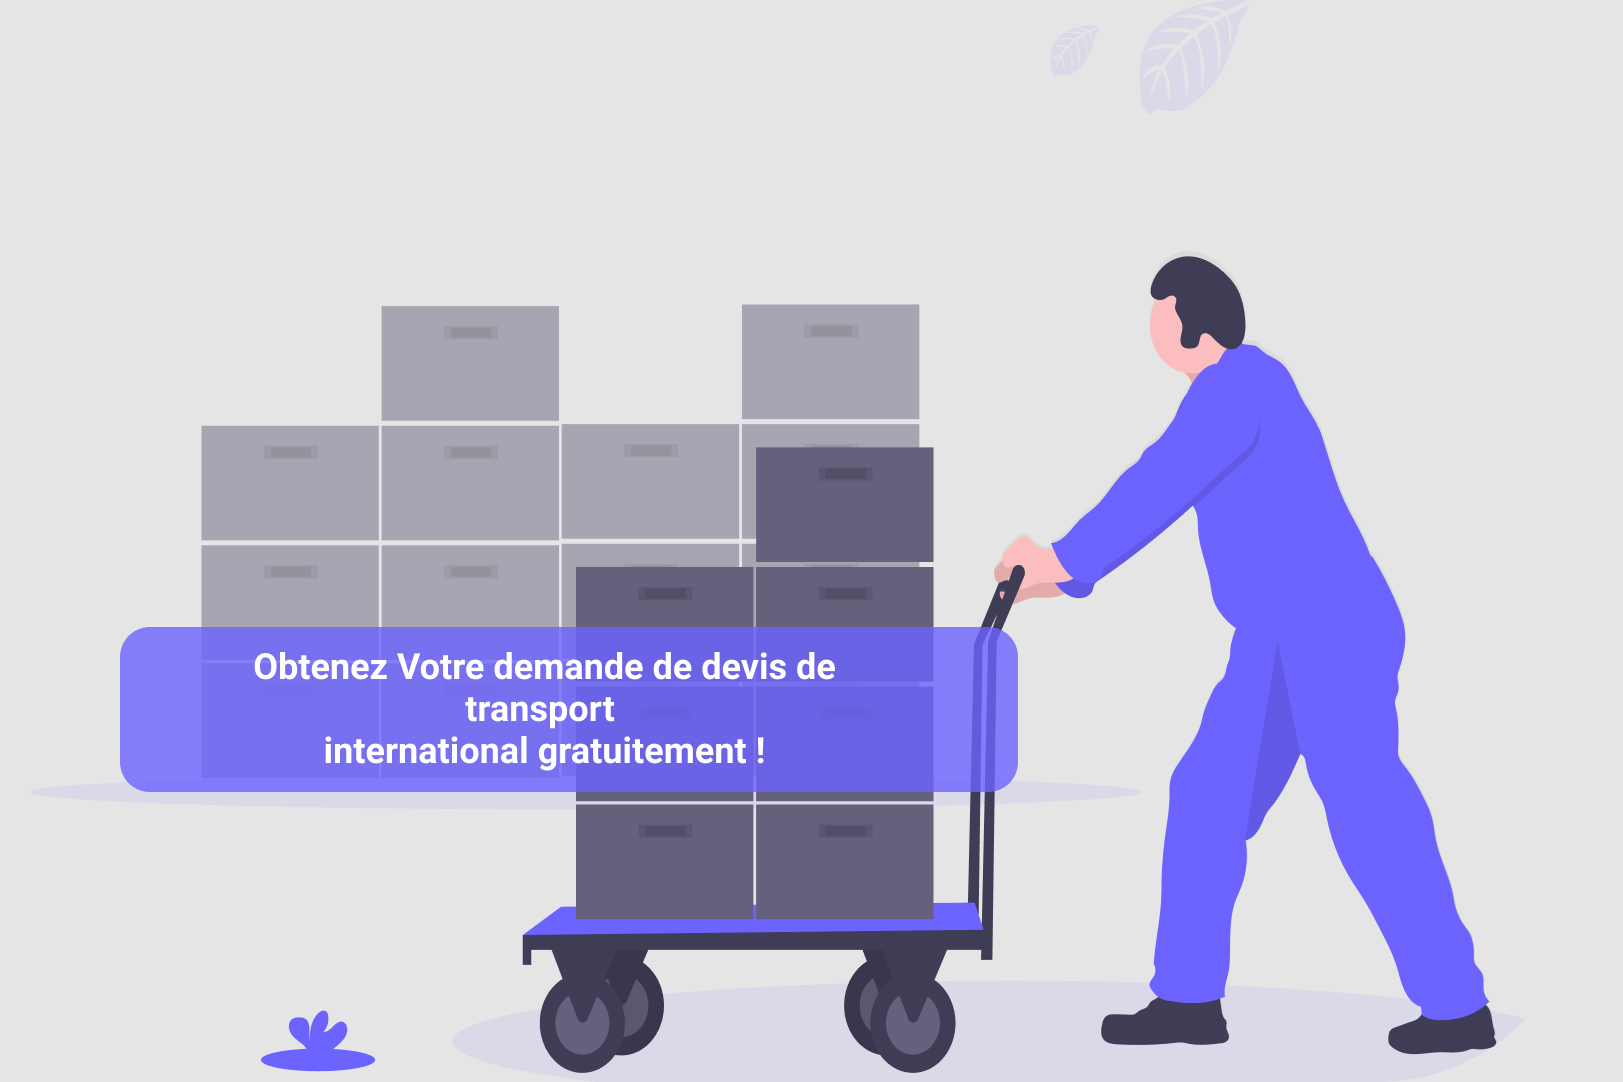 Obtenez Votre demande de devis de
transport
international gratuitement !